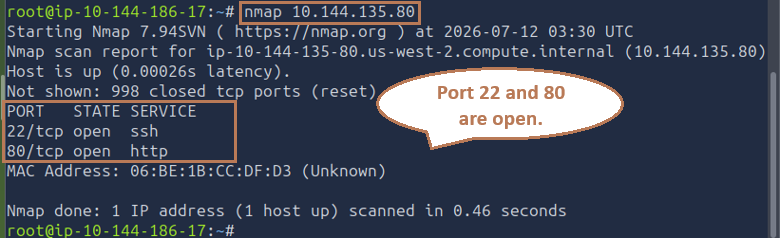 root@ip-10-144-186-17:~# nmap 10.144.135.80
Starting Nmap 7.94SVN ( https://nmap.org ) at 2026-07-12 03:30 UTC
Nmap scan report for ip-10-144-135-80.us-west-2.compute.internal (10.144.135.80)
Host is up (0.00026s latency).
Not shown: 998 closed tcp ports (reset)
PORT   STATE SERVICE
22/tcp open  ssh
80/tcp open  http
MAC Address: 06:BE:1B:CC:DF:D3 (Unknown)
Port 22 and 80
are open.
Nmap done: 1 IP address (1 host up) scanned in 0.46 seconds
root@ip-10-144-186-17:~#